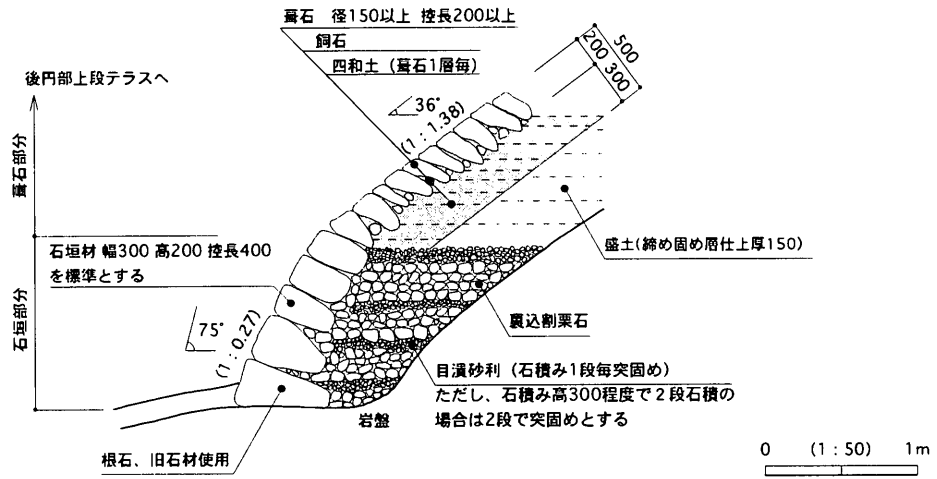 葺石 径150以上 控長200以上
飼石
四和土（葺石1層毎）
200 300
500
後円部上段テラスへ
36°
(1：1.38)
葺石部分
石垣材 幅300 高200 控長400
を標準とする
盛土(締め固め層仕上厚150)
石垣部分
75°
(1：0.27)
裏込割栗石
目潰砂利（石積み1段毎突固め）
ただし、石積み高300程度で２段石積の
場合は2段で突固めとする
岩盤
根石、旧石材使用
0 (1：50) 1m